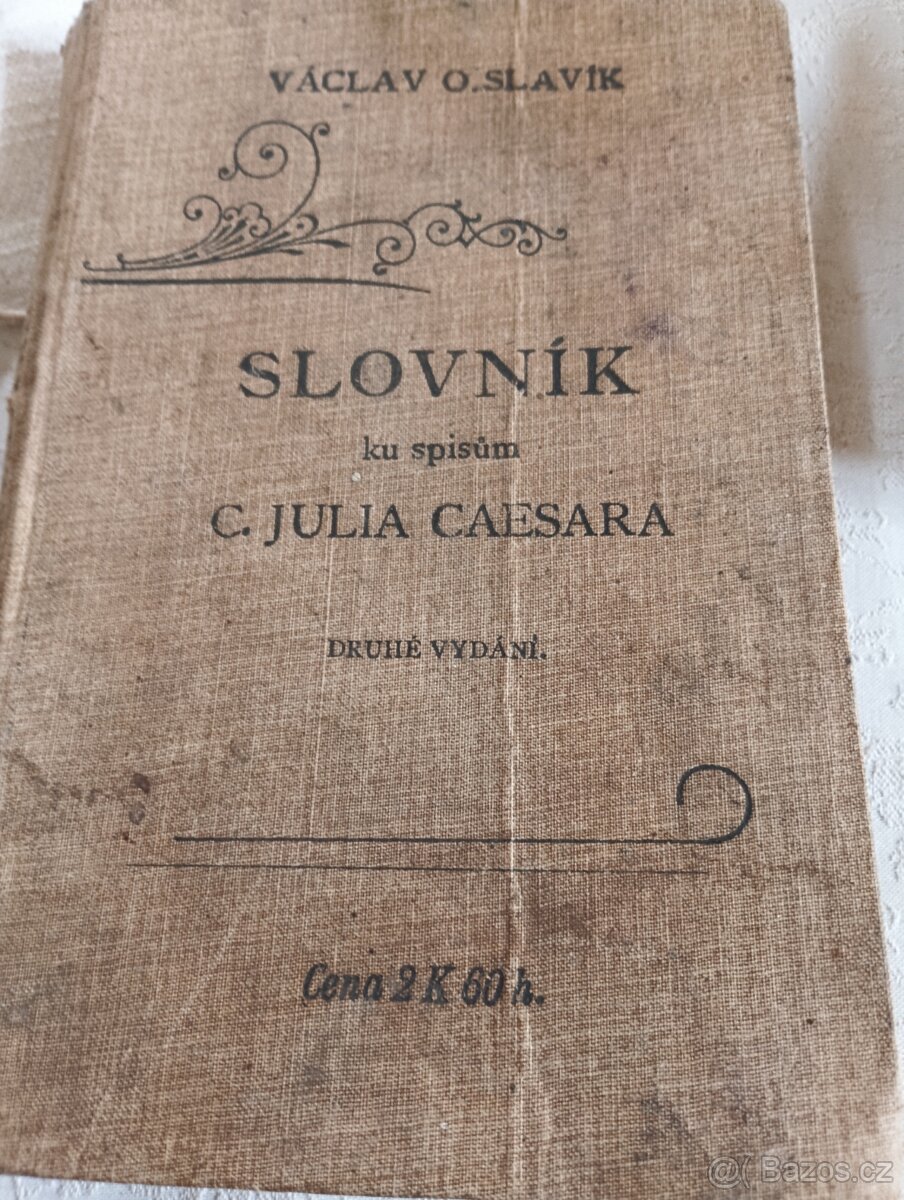 VÁCLAV O. SLAVÍK
SLOVNÍK
ku spisům
C. JULIA CAESARA
DRUHÉ VYDÁNÍ.
Cena 2 K 60 h.
@ Bazos.cz